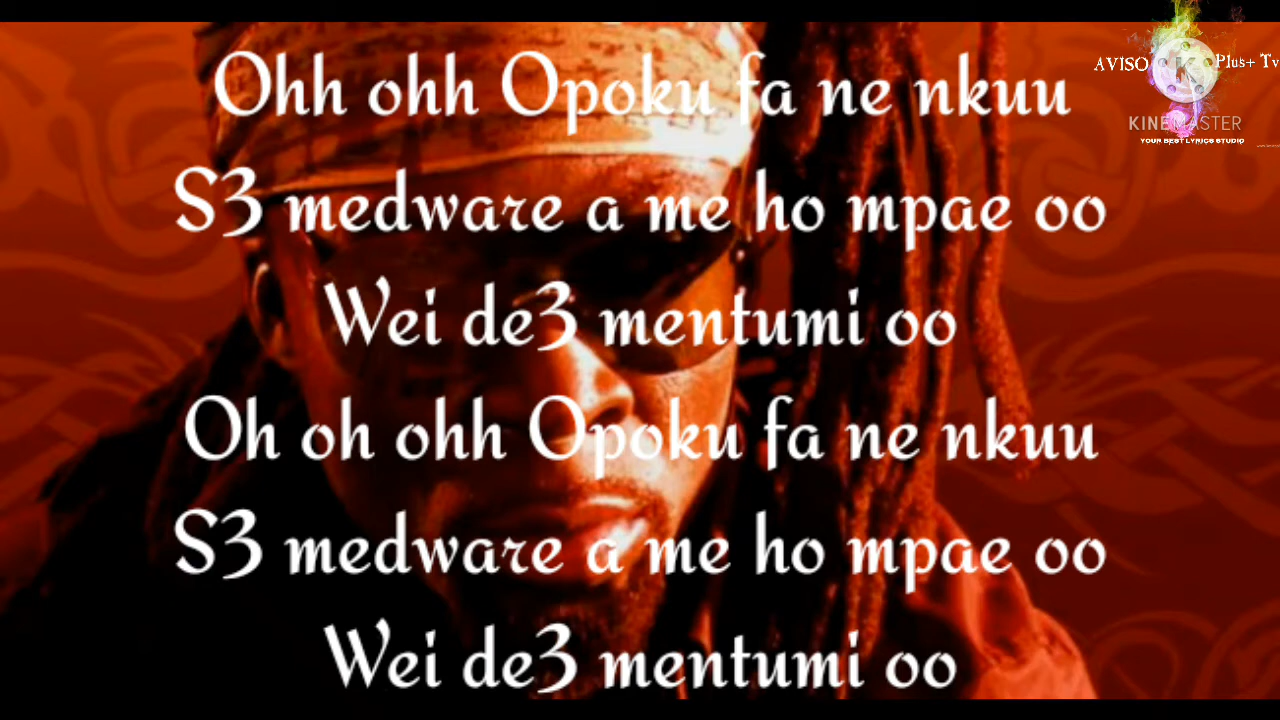 Ohh ohh Opoku fa ne nkuu
AVISO K Plus+ Tv
KINEMASTER
YOUR BEST LYRICS STUDIO
S3 medware a me ho mpae oo
Wei de3 mentumi oo
Oh oh ohh Opoku fa ne nkuu
S3 medware a me ho mpae oo
Wei de3 mentumi oo